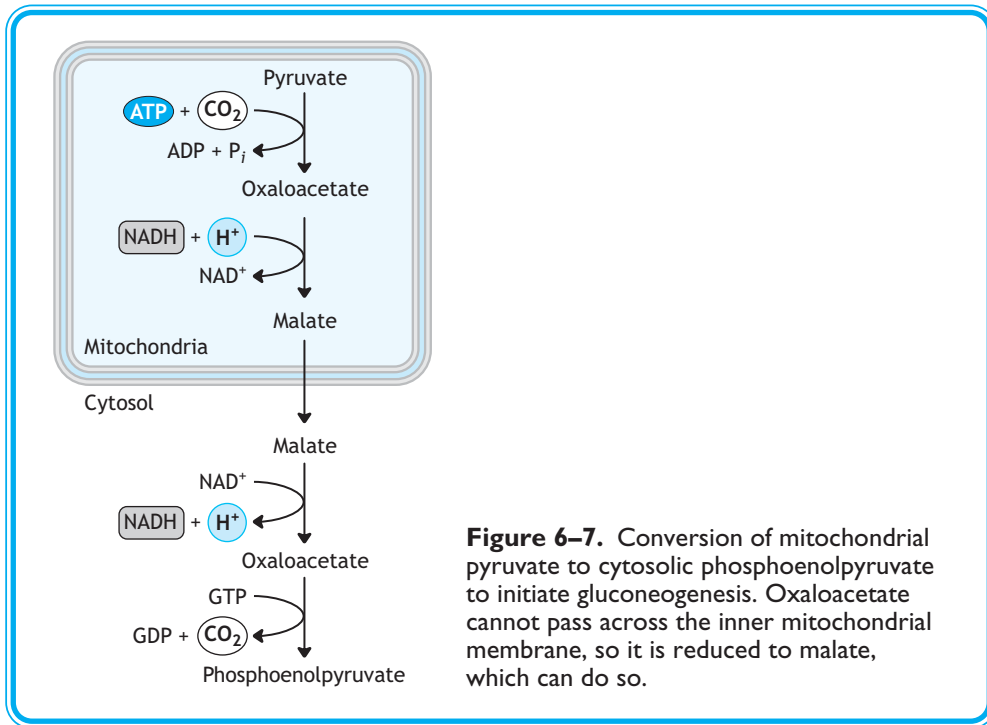 Pyruvate
ATP + CO₂
ADP + Pᵢ
Oxaloacetate
NADH + H⁺
NAD⁺
Malate
Mitochondria
Cytosol
Malate
NAD⁺
NADH + H⁺
Oxaloacetate
GTP
GDP + CO₂
Phosphoenolpyruvate
Figure 6–7. Conversion of mitochondrial
pyruvate to cytosolic phosphoenolpyruvate
to initiate gluconeogenesis. Oxaloacetate
cannot pass across the inner mitochondrial
membrane, so it is reduced to malate,
which can do so.